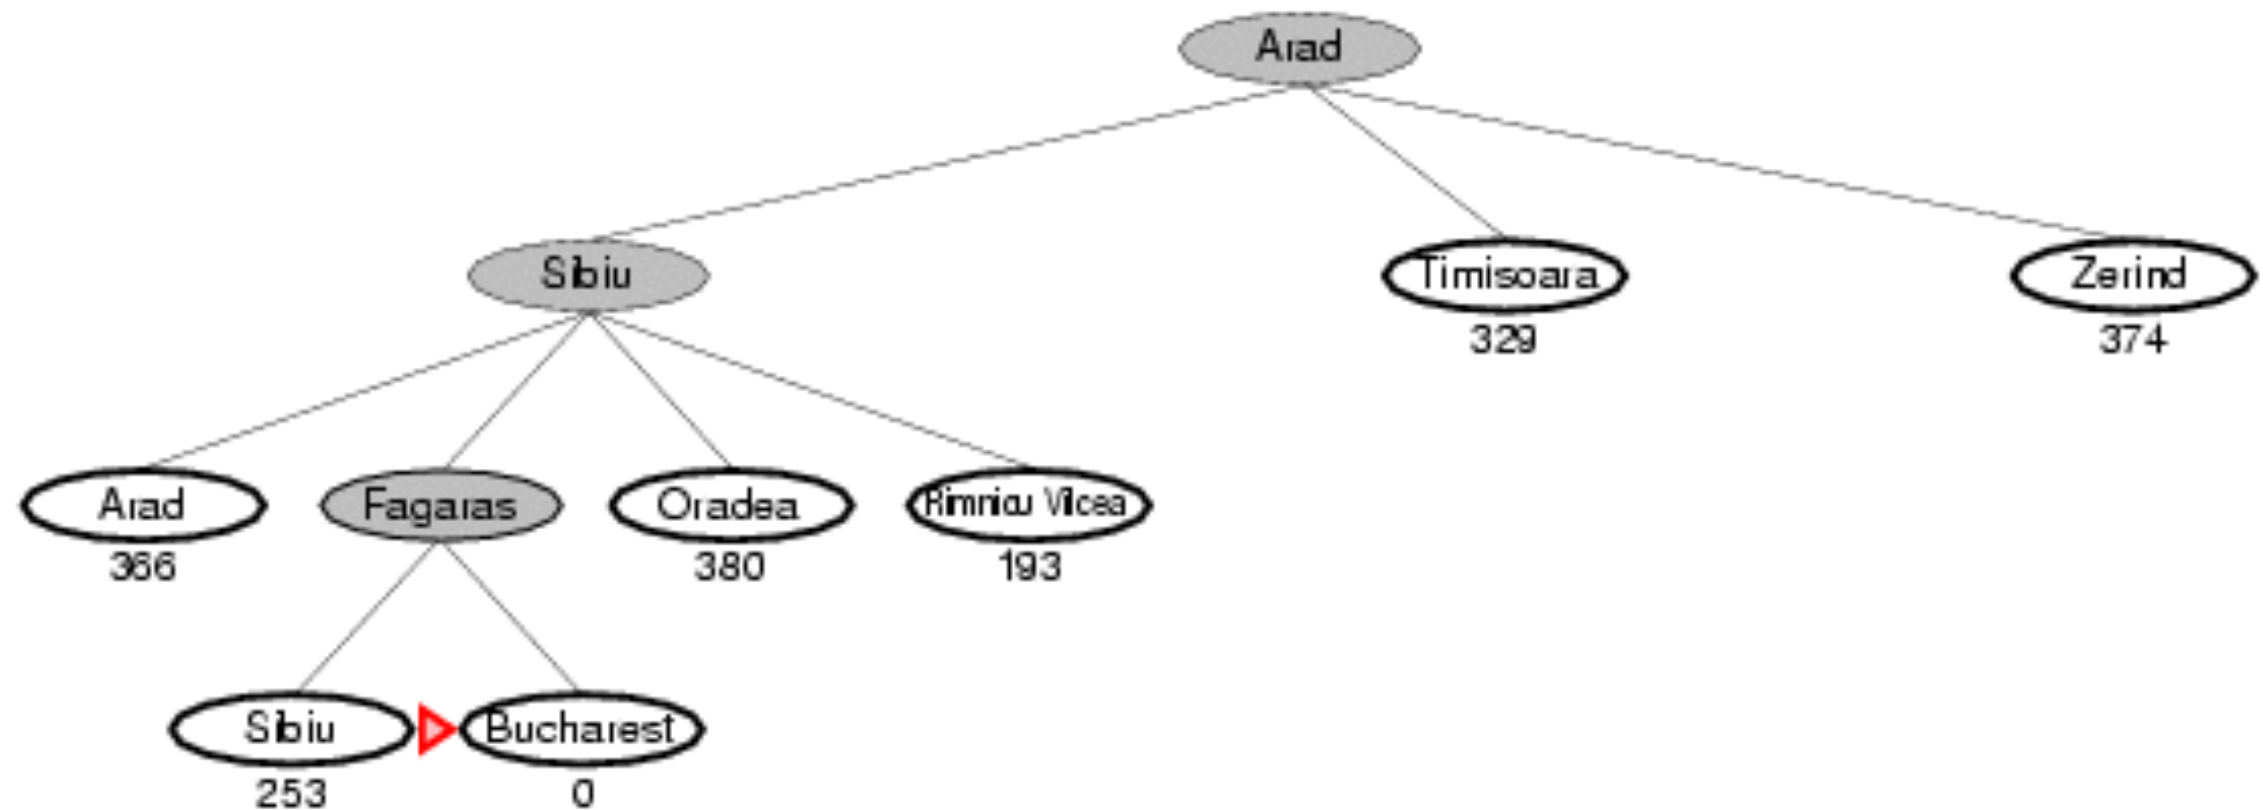 Arad
Sibiu
Timisoara
Zerind
329
374
Arad
Fagaras
Oradea
Rimnicu Vilcea
366
380
193
Sibiu
Bucharest
253
0